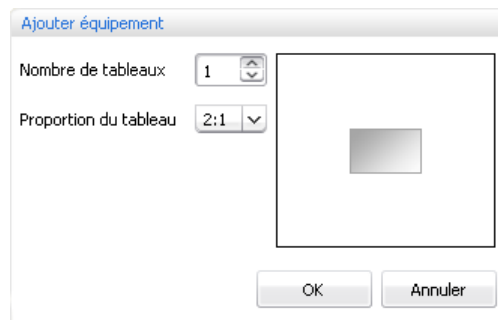 Ajouter équipement
Nombre de tableaux 1
Proportion du tableau 2:1
OK Annuler